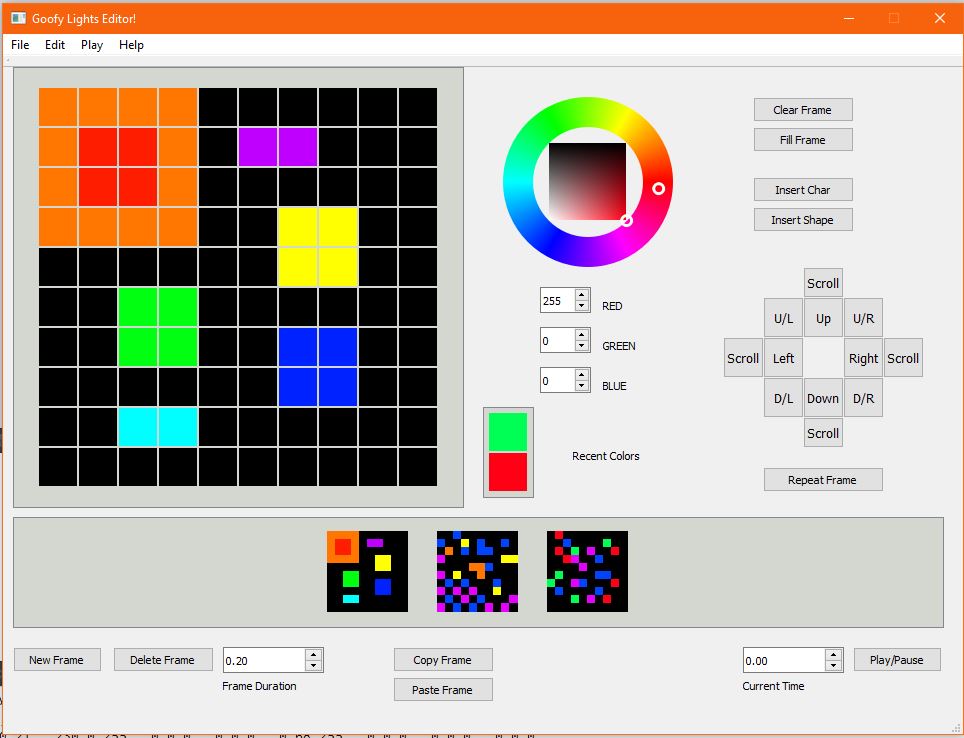 Goofy Lights Editor!
File Edit Play Help
Clear Frame
Fill Frame
Insert Char
Insert Shape
Scroll
U/L Up U/R
Scroll Left Right Scroll
D/L Down D/R
Scroll
Repeat Frame
255 RED
0 GREEN
0 BLUE
Recent Colors
New Frame Delete Frame 0.20 Copy Frame 0.00 Play/Pause
Frame Duration Paste Frame Current Time